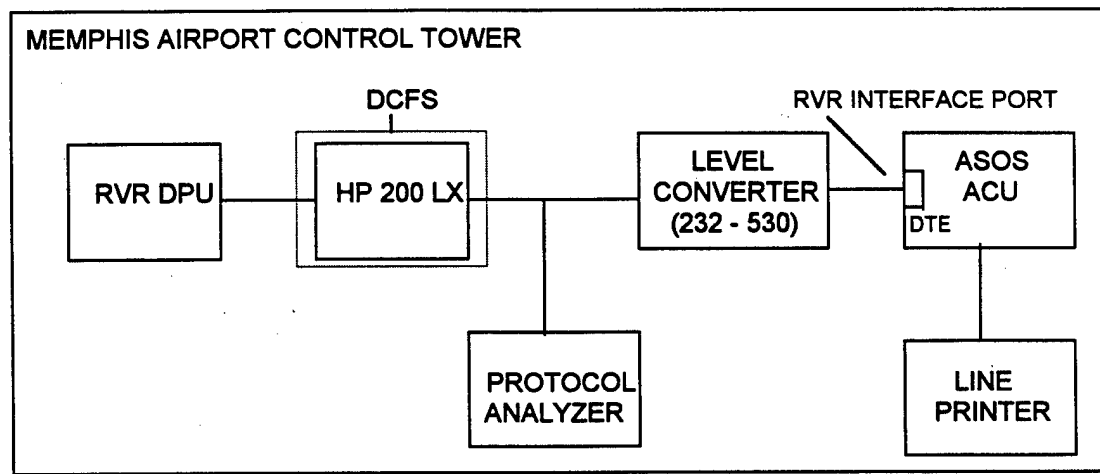 MEMPHIS AIRPORT CONTROL TOWER
DCFS
RVR INTERFACE PORT
RVR DPU
HP 200 LX
LEVEL
CONVERTER
(232 - 530)
ASOS
ACU
DTE
PROTOCOL
ANALYZER
LINE
PRINTER